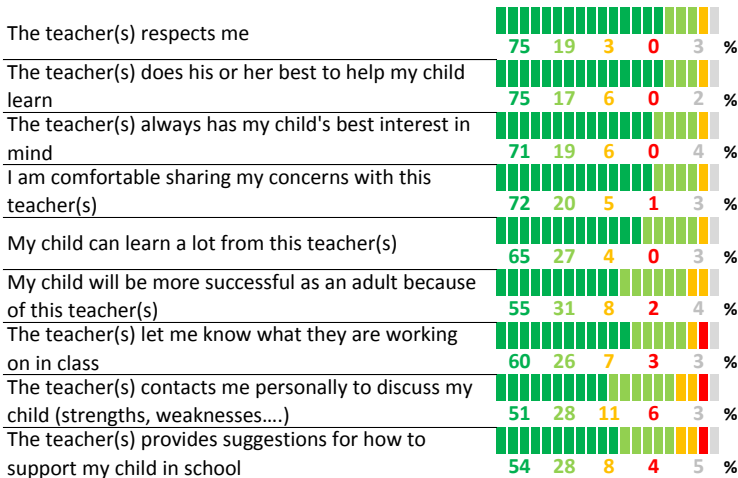 The teacher(s) respects me
75 19 3 0 3 %
The teacher(s) does his or her best to help my child
learn
75 17 6 0 2 %
The teacher(s) always has my child's best interest in
mind
71 19 6 0 4 %
I am comfortable sharing my concerns with this
teacher(s)
72 20 5 1 3 %
My child can learn a lot from this teacher(s)
65 27 4 0 3 %
My child will be more successful as an adult because
of this teacher(s)
55 31 8 2 4 %
The teacher(s) let me know what they are working
on in class
60 26 7 3 3 %
The teacher(s) contacts me personally to discuss my
child (strengths, weaknesses....)
51 28 11 6 3 %
The teacher(s) provides suggestions for how to
support my child in school
54 28 8 4 5 %